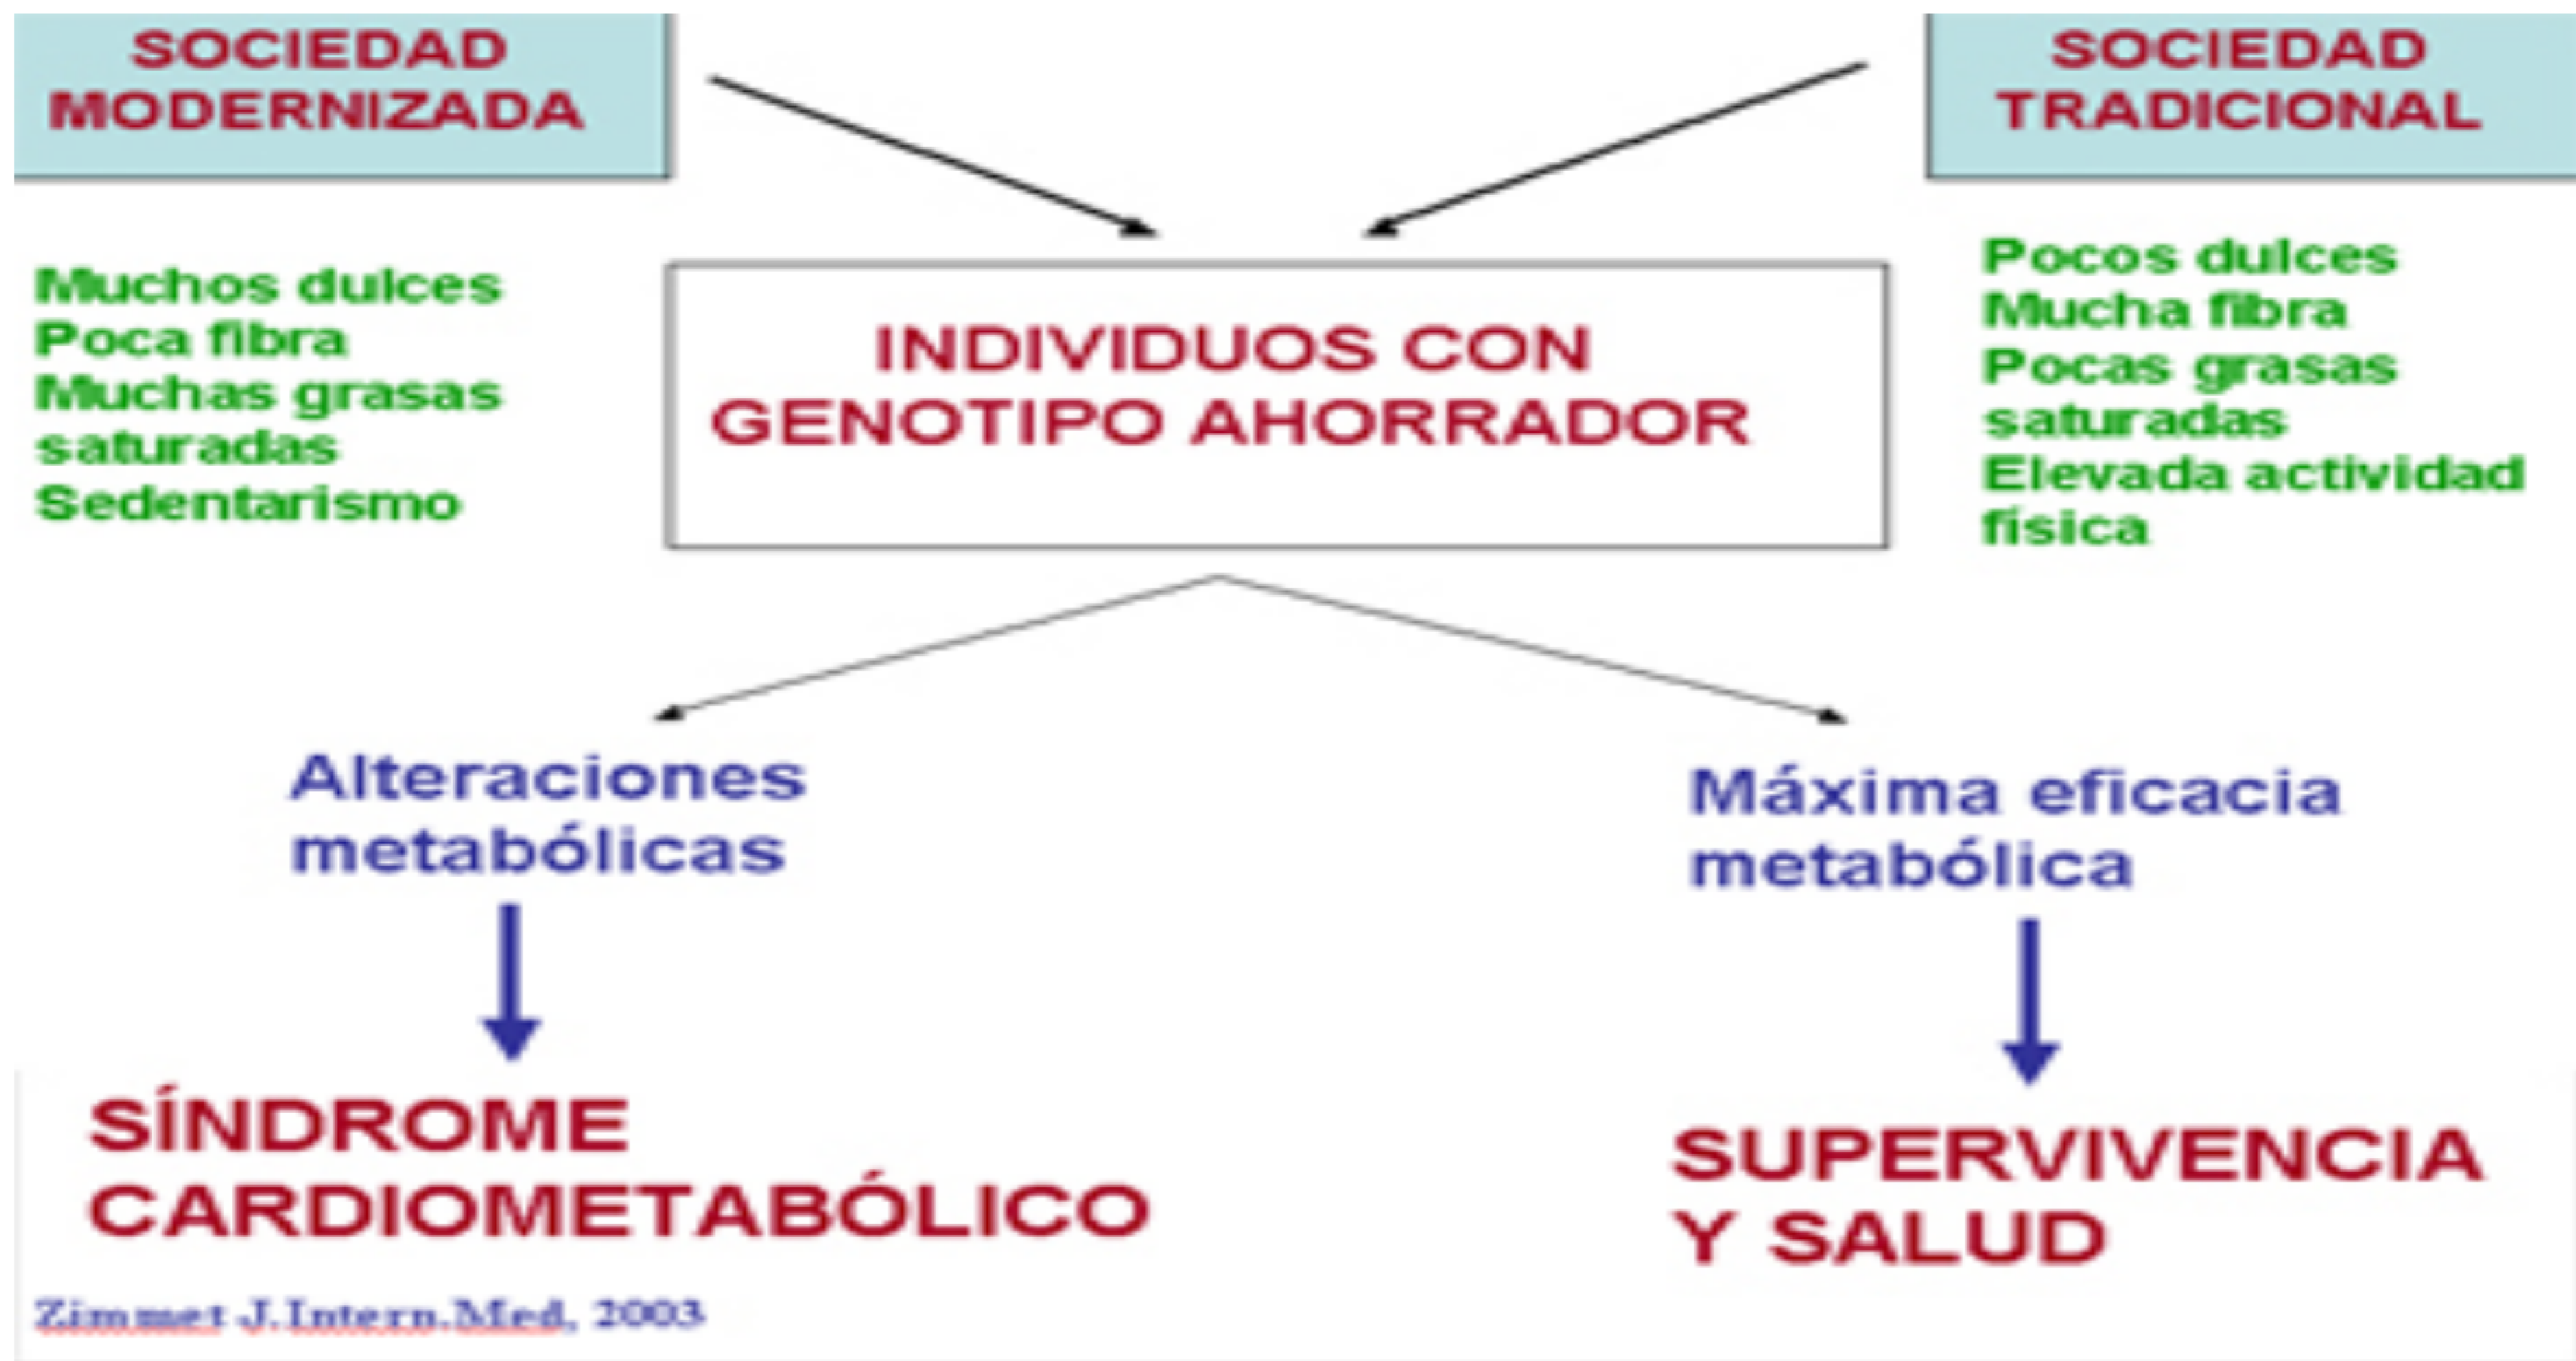 SOCIEDAD
MODERNIZADA
SOCIEDAD
TRADICIONAL
Muchos dulces
Poca fibra
Muchas grasas
saturadas
Sedentarismo
INDIVIDUOS CON
GENOTIPO AHORRADOR
Pocos dulces
Mucha fibra
Pocas grasas
saturadas
Elevada actividad
física
Alteraciones
metabólicas
Máxima eficacia
metabólica
SÍNDROME
CARDIOMETABÓLICO
SUPERVIVENCIA
Y SALUD
Zimmet J.Intern.Med, 2003